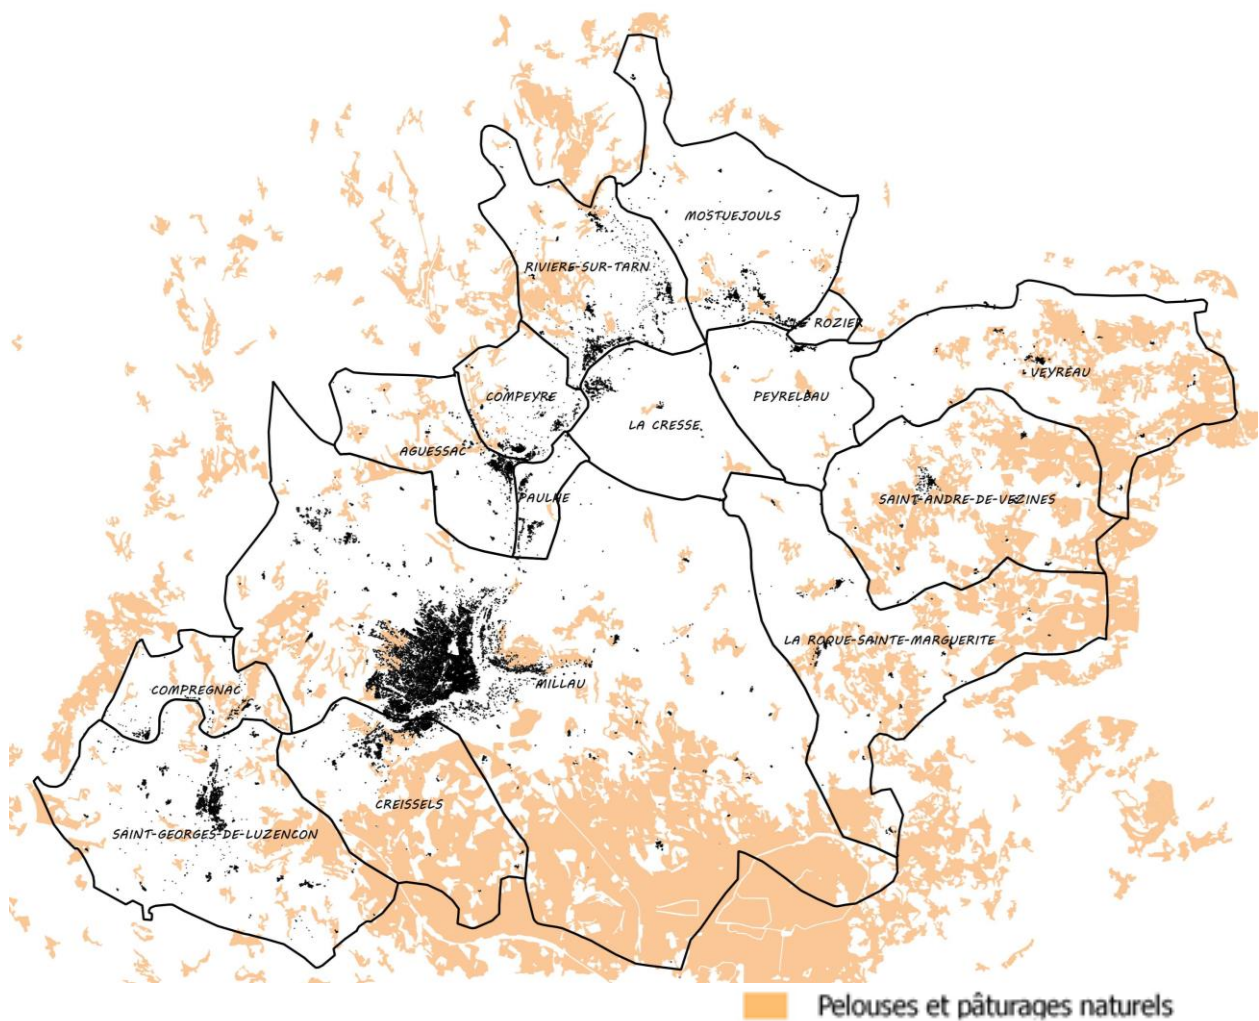 MOSTUEJOULS
RIVIERE-SUR-TARN
ROZIER
VEYREAU
COMPEYRE
PEYRELEAU
LA CRESSE
AGUESSAC
PAULHE
SAINT-ANDRE-DE-VEZINES
LA ROQUE-SAINTE-MARGUERITE
COMPREGNAC
MILLAU
CREISSELS
SAINT-GEORGES-DE-LUZENCON
Pelouses et pâturages naturels